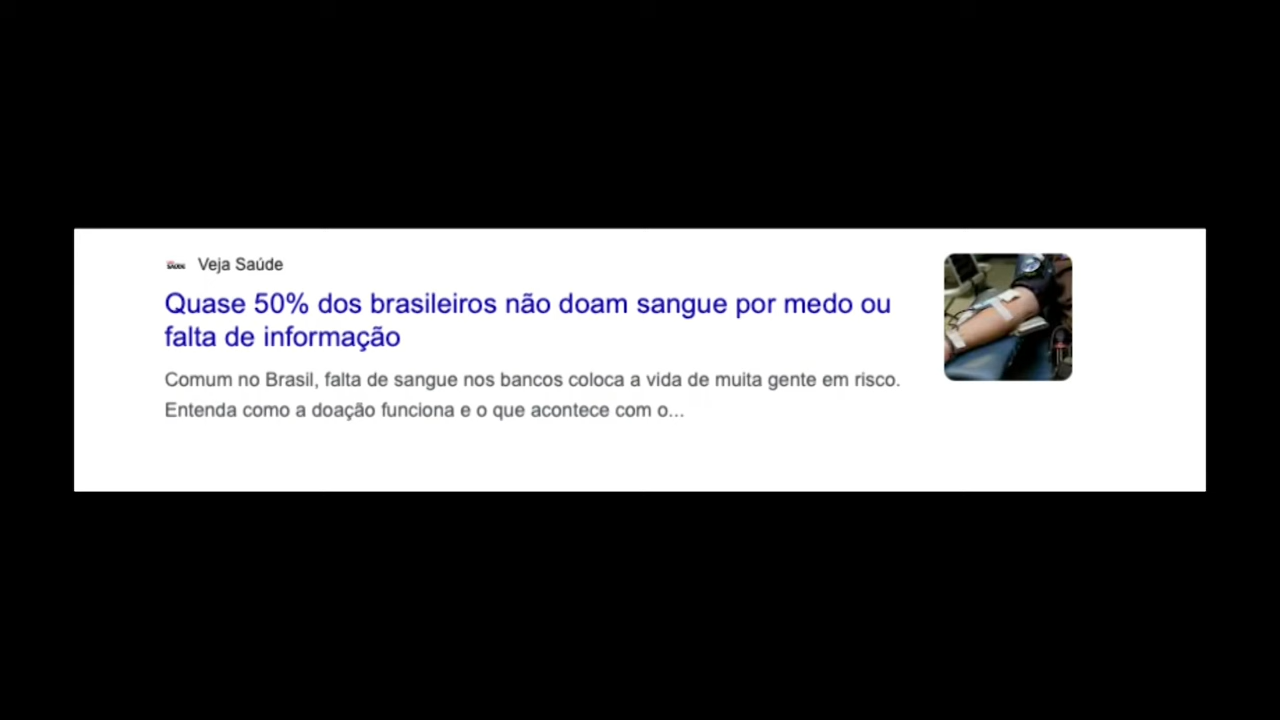 Veja Saúde
Quase 50% dos brasileiros não doam sangue por medo ou
falta de informação
Comum no Brasil, falta de sangue nos bancos coloca a vida de muita gente em risco.
Entenda como a doação funciona e o que acontece com o...